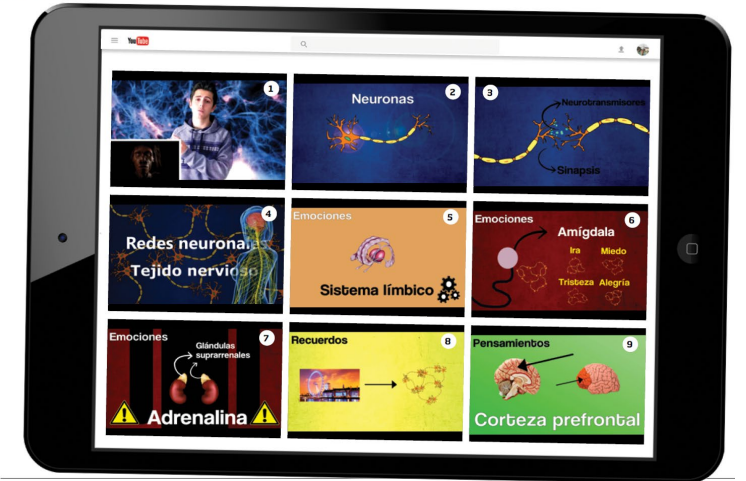 YouTube
1
2
Neuronas
3
Neurotransmisores
Sinapsis
4
Redes neuronales
Tejido nervioso
Emociones
5
Sistema límbico
Emociones
6
Amígdala
Ira Miedo
Tristeza Alegría
Emociones
7
Glándulas
suprarrenales
Adrenalina
Recuerdos
8
Pensamientos
9
Corteza prefrontal